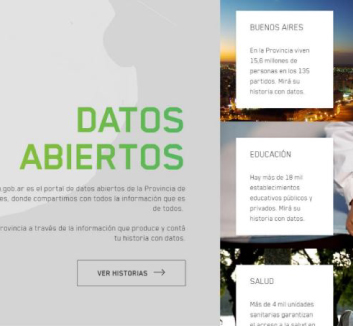 DATOS
ABIERTOS
gob.ar es el portal de datos abiertos de la Provincia de
es, donde compartimos con todos la información que es
de todos.
rovincia a través de la información que produce y contá
tu historia con datos.
VER HISTORIAS
BUENOS AIRES
En la Provincia viven
15,6 millones de
personas en los 135
partidos. Mirá su
historia con datos.
EDUCACIÓN
Hay más de 18 mil
establecimientos
educativos públicos y
privados. Mirá su
historia con datos.
SALUD
Más de 4 mil unidades
sanitarias garantizan
el acceso a la salud en